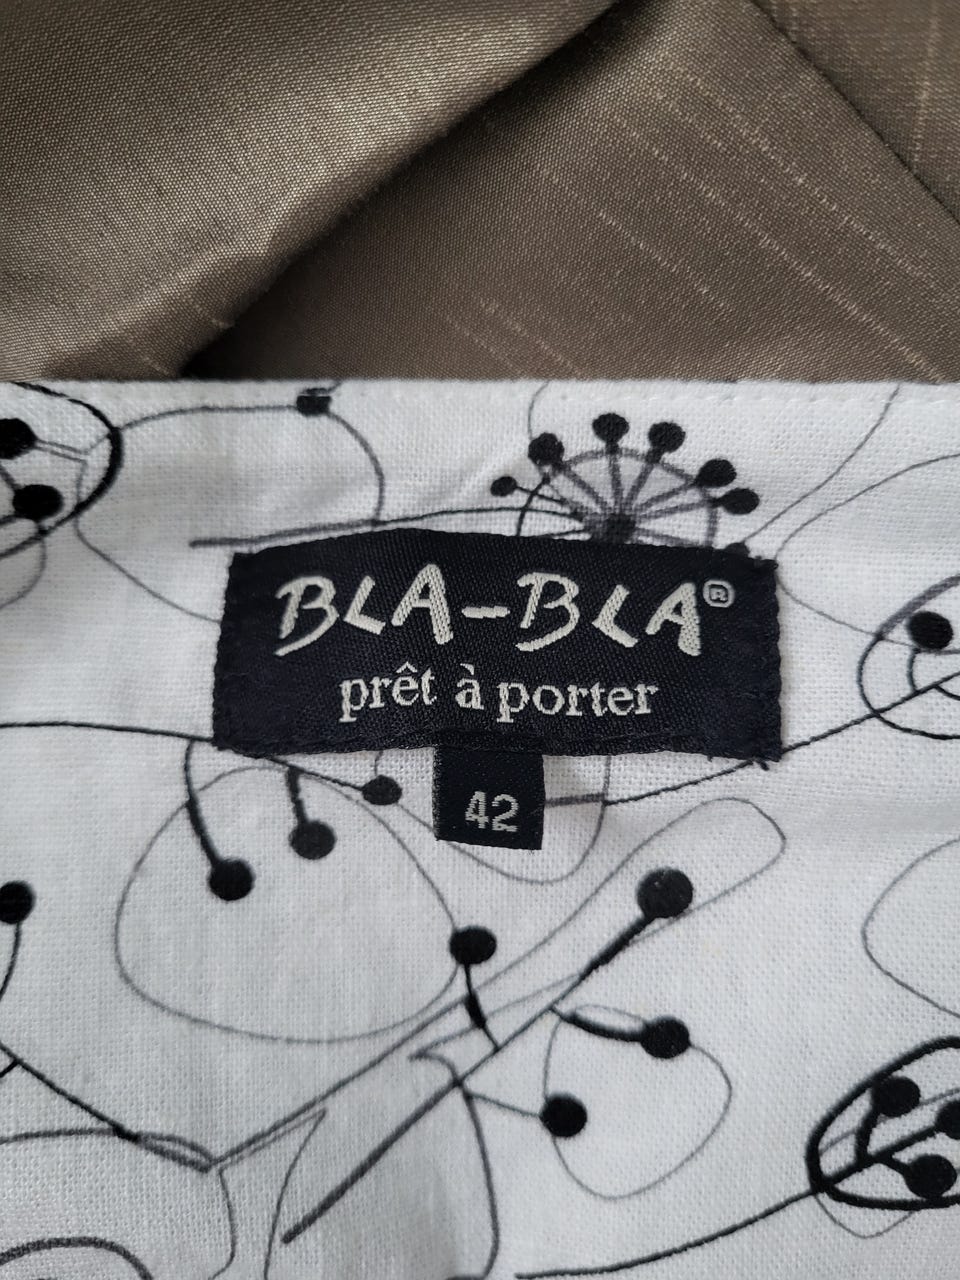 BLA-BLA®
prêt à porter
42